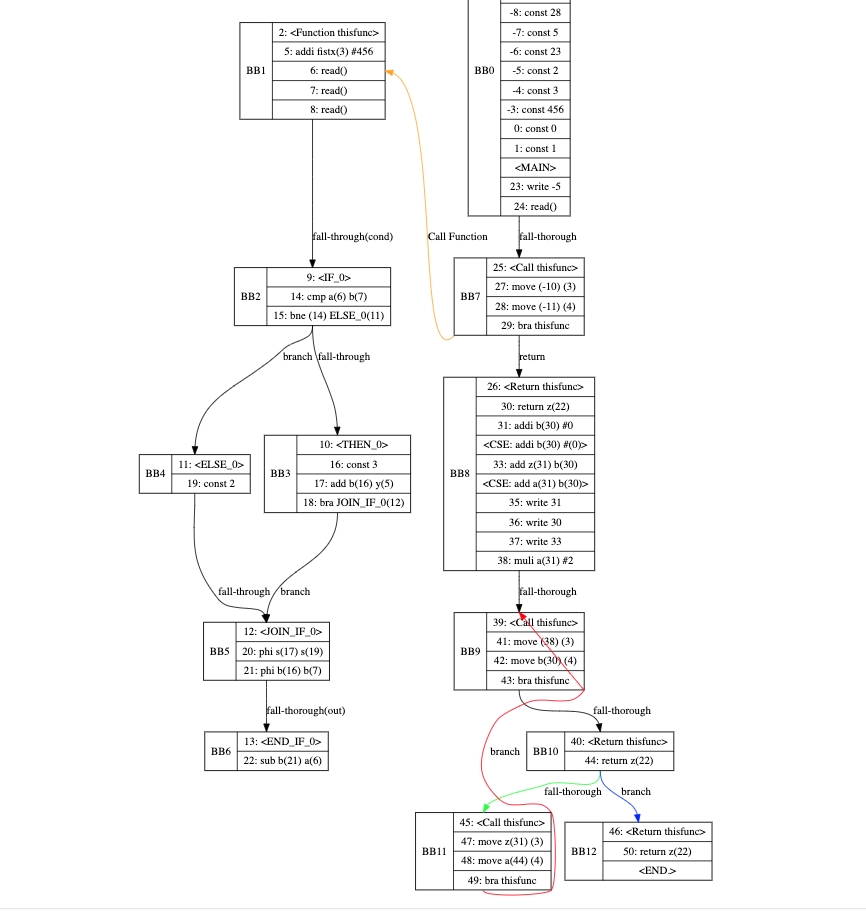 BB1
2: <Function thisfunc>
5: addi fistx(3) #456
6: read()
7: read()
8: read()
BB0
-8: const 28
-7: const 5
-6: const 23
-5: const 2
-4: const 3
-3: const 456
0: const 0
1: const 1
<MAIN>
23: write -5
24: read()
fall-through(cond)
Call Function
fall-thorough
BB2
9: <IF_0>
14: cmp a(6) b(7)
15: bne (14) ELSE_0(11)
BB7
25: <Call thisfunc>
27: move (-10) (3)
28: move (-11) (4)
29: bra thisfunc
branch
fall-through
return
BB4
11: <ELSE_0>
19: const 2
BB3
10: <THEN_0>
16: const 3
17: add b(16) y(5)
18: bra JOIN_IF_0(12)
BB8
26: <Return thisfunc>
30: return z(22)
31: addi b(30) #0
<CSE: addi b(30) #(0)>
33: add z(31) b(30)
<CSE: add a(31) b(30)>
35: write 31
36: write 30
37: write 33
38: muli a(31) #2
fall-through
branch
fall-thorough
BB5
12: <JOIN_IF_0>
20: phi s(17) s(19)
21: phi b(16) b(7)
BB9
39: <Call thisfunc>
41: move (38) (3)
42: move b(30) (4)
43: bra thisfunc
fall-thorough(out)
fall-thorough
BB6
13: <END_IF_0>
22: sub b(21) a(6)
branch
BB10
40: <Return thisfunc>
44: return z(22)
fall-thorough
branch
BB11
45: <Call thisfunc>
47: move z(31) (3)
48: move a(44) (4)
49: bra thisfunc
BB12
46: <Return thisfunc>
50: return z(22)
<END.>